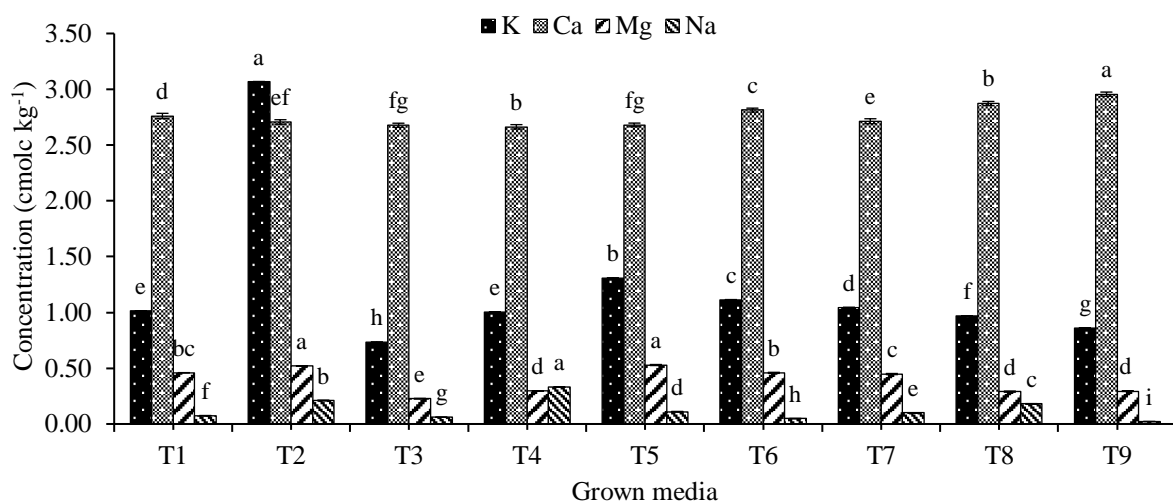 K Ca Mg Na
Concentration (cmolc kg⁻¹)
3.50
3.00
2.50
2.00
1.50
1.00
0.50
0.00
e d bc f
a ef a b
h fg e g
e b d a
b fg a d
c c b h
d e c e
f b d c
g a d i
T1 T2 T3 T4 T5 T6 T7 T8 T9
Grown media